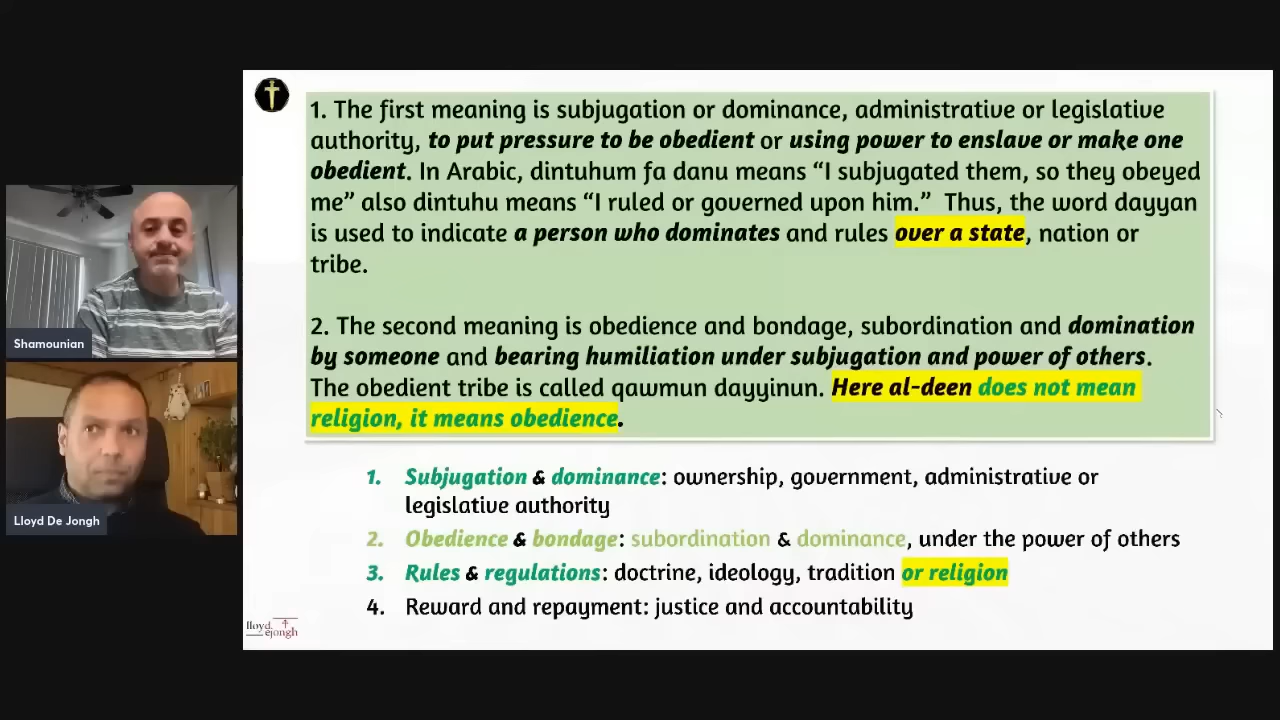 1. The first meaning is subjugation or dominance, administrative or legislative
authority, to put pressure to be obedient or using power to enslave or make one
obedient. In Arabic, dintuhum fa danu means “I subjugated them, so they obeyed
me” also dintuhu means “I ruled or governed upon him.”  Thus, the word dayyan
is used to indicate a person who dominates and rules over a state, nation or
tribe.
2. The second meaning is obedience and bondage, subordination and domination
by someone and bearing humiliation under subjugation and power of others.
The obedient tribe is called qawmun dayyinun. Here al-deen does not mean
religion, it means obedience.
1. Subjugation & dominance: ownership, government, administrative or
legislative authority
2. Obedience & bondage: subordination & dominance, under the power of others
3. Rules & regulations: doctrine, ideology, tradition or religion
4. Reward and repayment: justice and accountability
Shamounian
Lloyd De Jongh
lloyd
ejongh